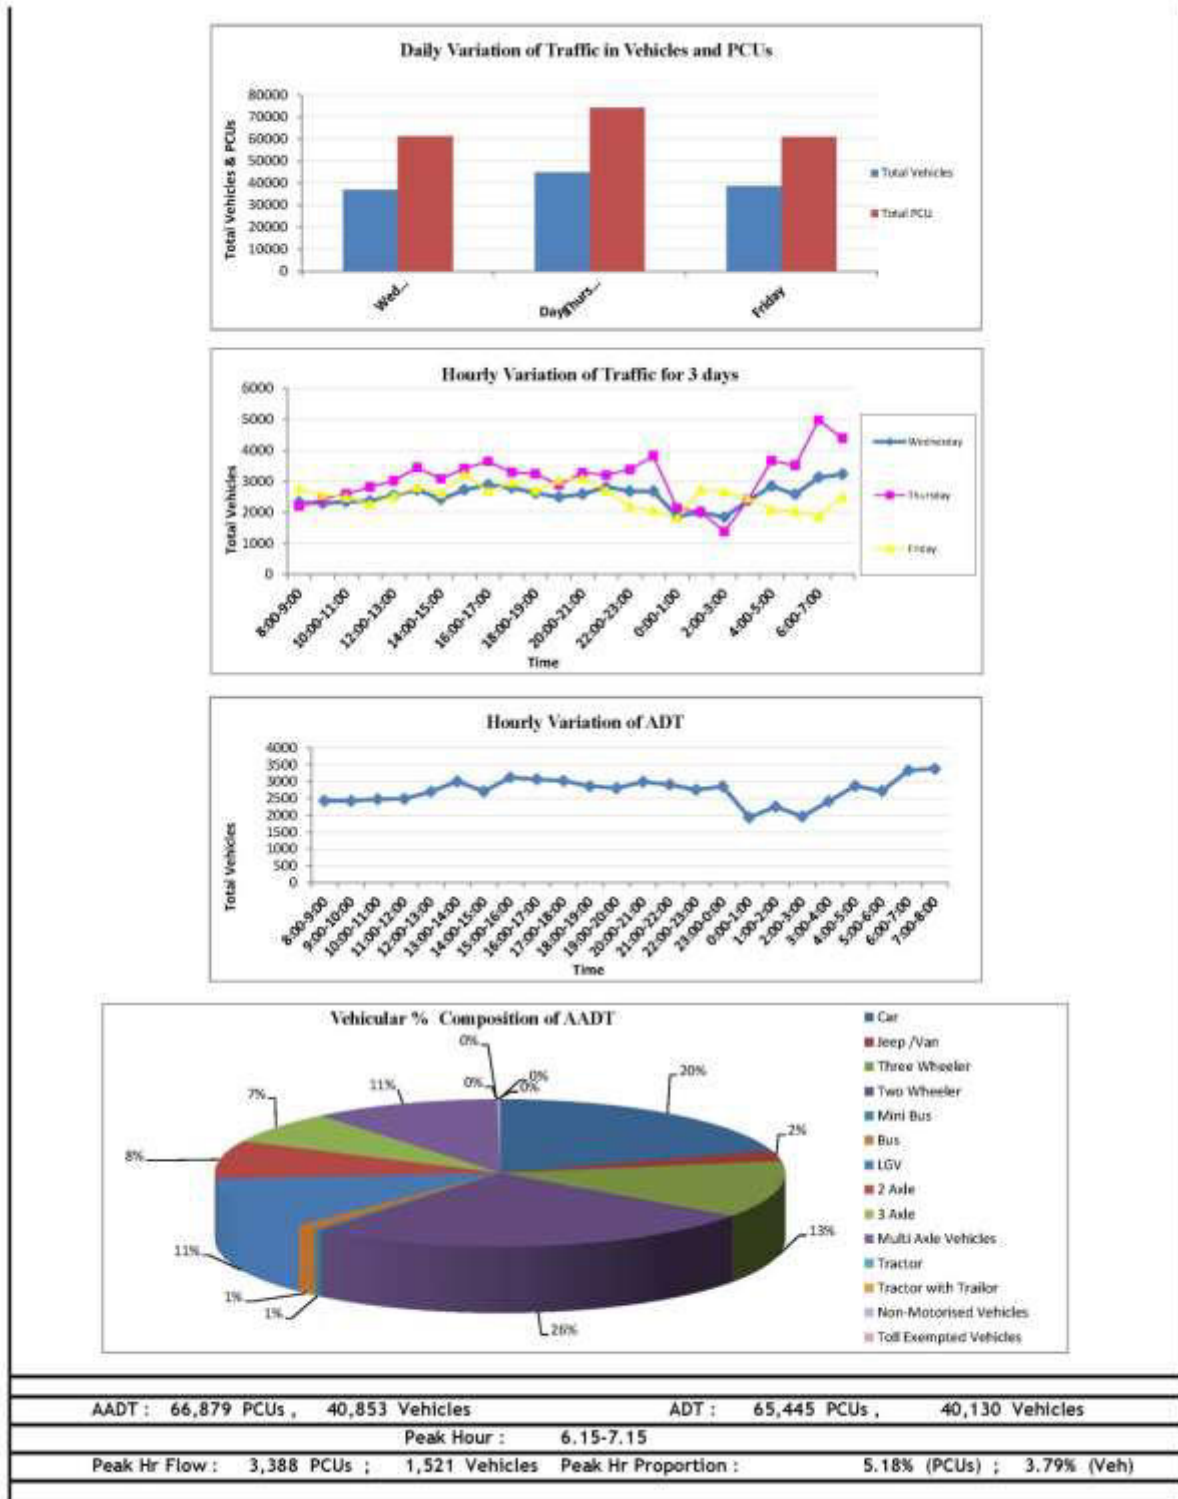 Daily Variation of Traffic in Vehicles and PCUs
80000
70000
60000
50000
40000
30000
20000
10000
0
Total Vehicles & PCUs
Wed...
Thurs...
Friday
Day
Total Vehicles
Total PCU
Hourly Variation of Traffic for 3 days
6000
5000
4000
3000
2000
1000
0
Total Vehicles
8:00-9:00
10:00-11:00
12:00-13:00
14:00-15:00
16:00-17:00
18:00-19:00
20:00-21:00
22:00-23:00
0:00-1:00
2:00-3:00
4:00-5:00
6:00-7:00
Time
Wednesday
Thursday
Friday
Hourly Variation of ADT
4000
3500
3000
2500
2000
1500
1000
500
0
Total Vehicles
8:00-9:00
9:00-10:00
10:00-11:00
11:00-12:00
12:00-13:00
13:00-14:00
14:00-15:00
15:00-16:00
16:00-17:00
17:00-18:00
18:00-19:00
19:00-20:00
20:00-21:00
21:00-22:00
22:00-23:00
23:00-0:00
0:00-1:00
1:00-2:00
2:00-3:00
3:00-4:00
4:00-5:00
5:00-6:00
6:00-7:00
7:00-8:00
Time
Vehicular % Composition of AADT
0%
0%
0%
0%
20%
2%
13%
26%
1%
1%
11%
8%
7%
11%
Car
Jeep /Van
Three Wheeler
Two Wheeler
Mini Bus
Bus
LGV
2 Axle
3 Axle
Multi Axle Vehicles
Tractor
Tractor with Trailor
Non-Motorised Vehicles
Toll Exempted Vehicles
AADT : 66,879 PCUs , 40,853 Vehicles ADT : 65,445 PCUs , 40,130 Vehicles
Peak Hour : 6.15-7.15
Peak Hr Flow : 3,388 PCUs ; 1,521 Vehicles Peak Hr Proportion : 5.18% (PCUs) ; 3.79% (Veh)